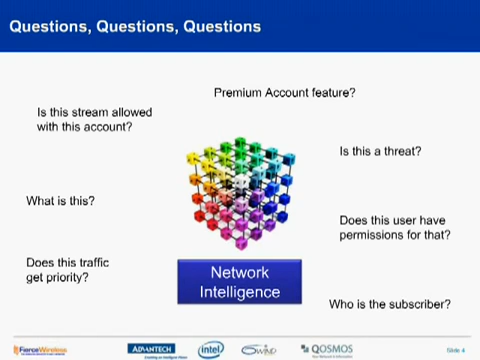 Questions, Questions, Questions
Premium Account feature?
Is this stream allowed
with this account?
Is this a threat?
What is this?
Does this user have
permissions for that?
Does this traffic
get priority?
Network
Intelligence
Who is the subscriber?
FierceWireless
ADVANTECH
intel
6WIND
QOSMOS
Slide 4